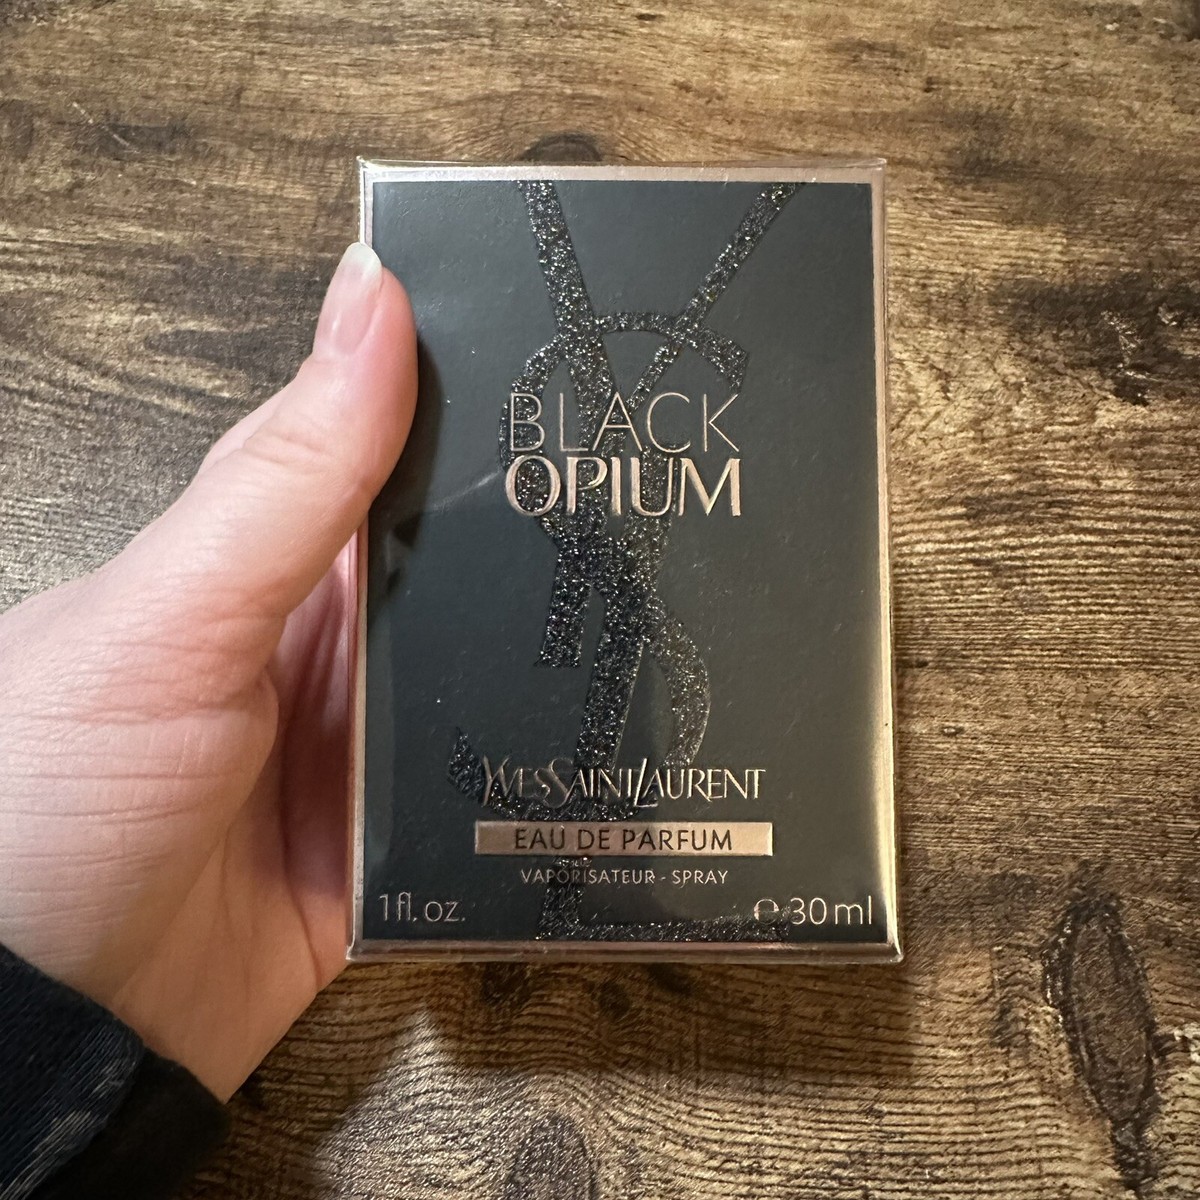 BLACK
OPIUM
YVESSAINTLAURENT
EAU DE PARFUM
VAPORISATEUR - SPRAY
1 fl. oz. ℮ 30 ml